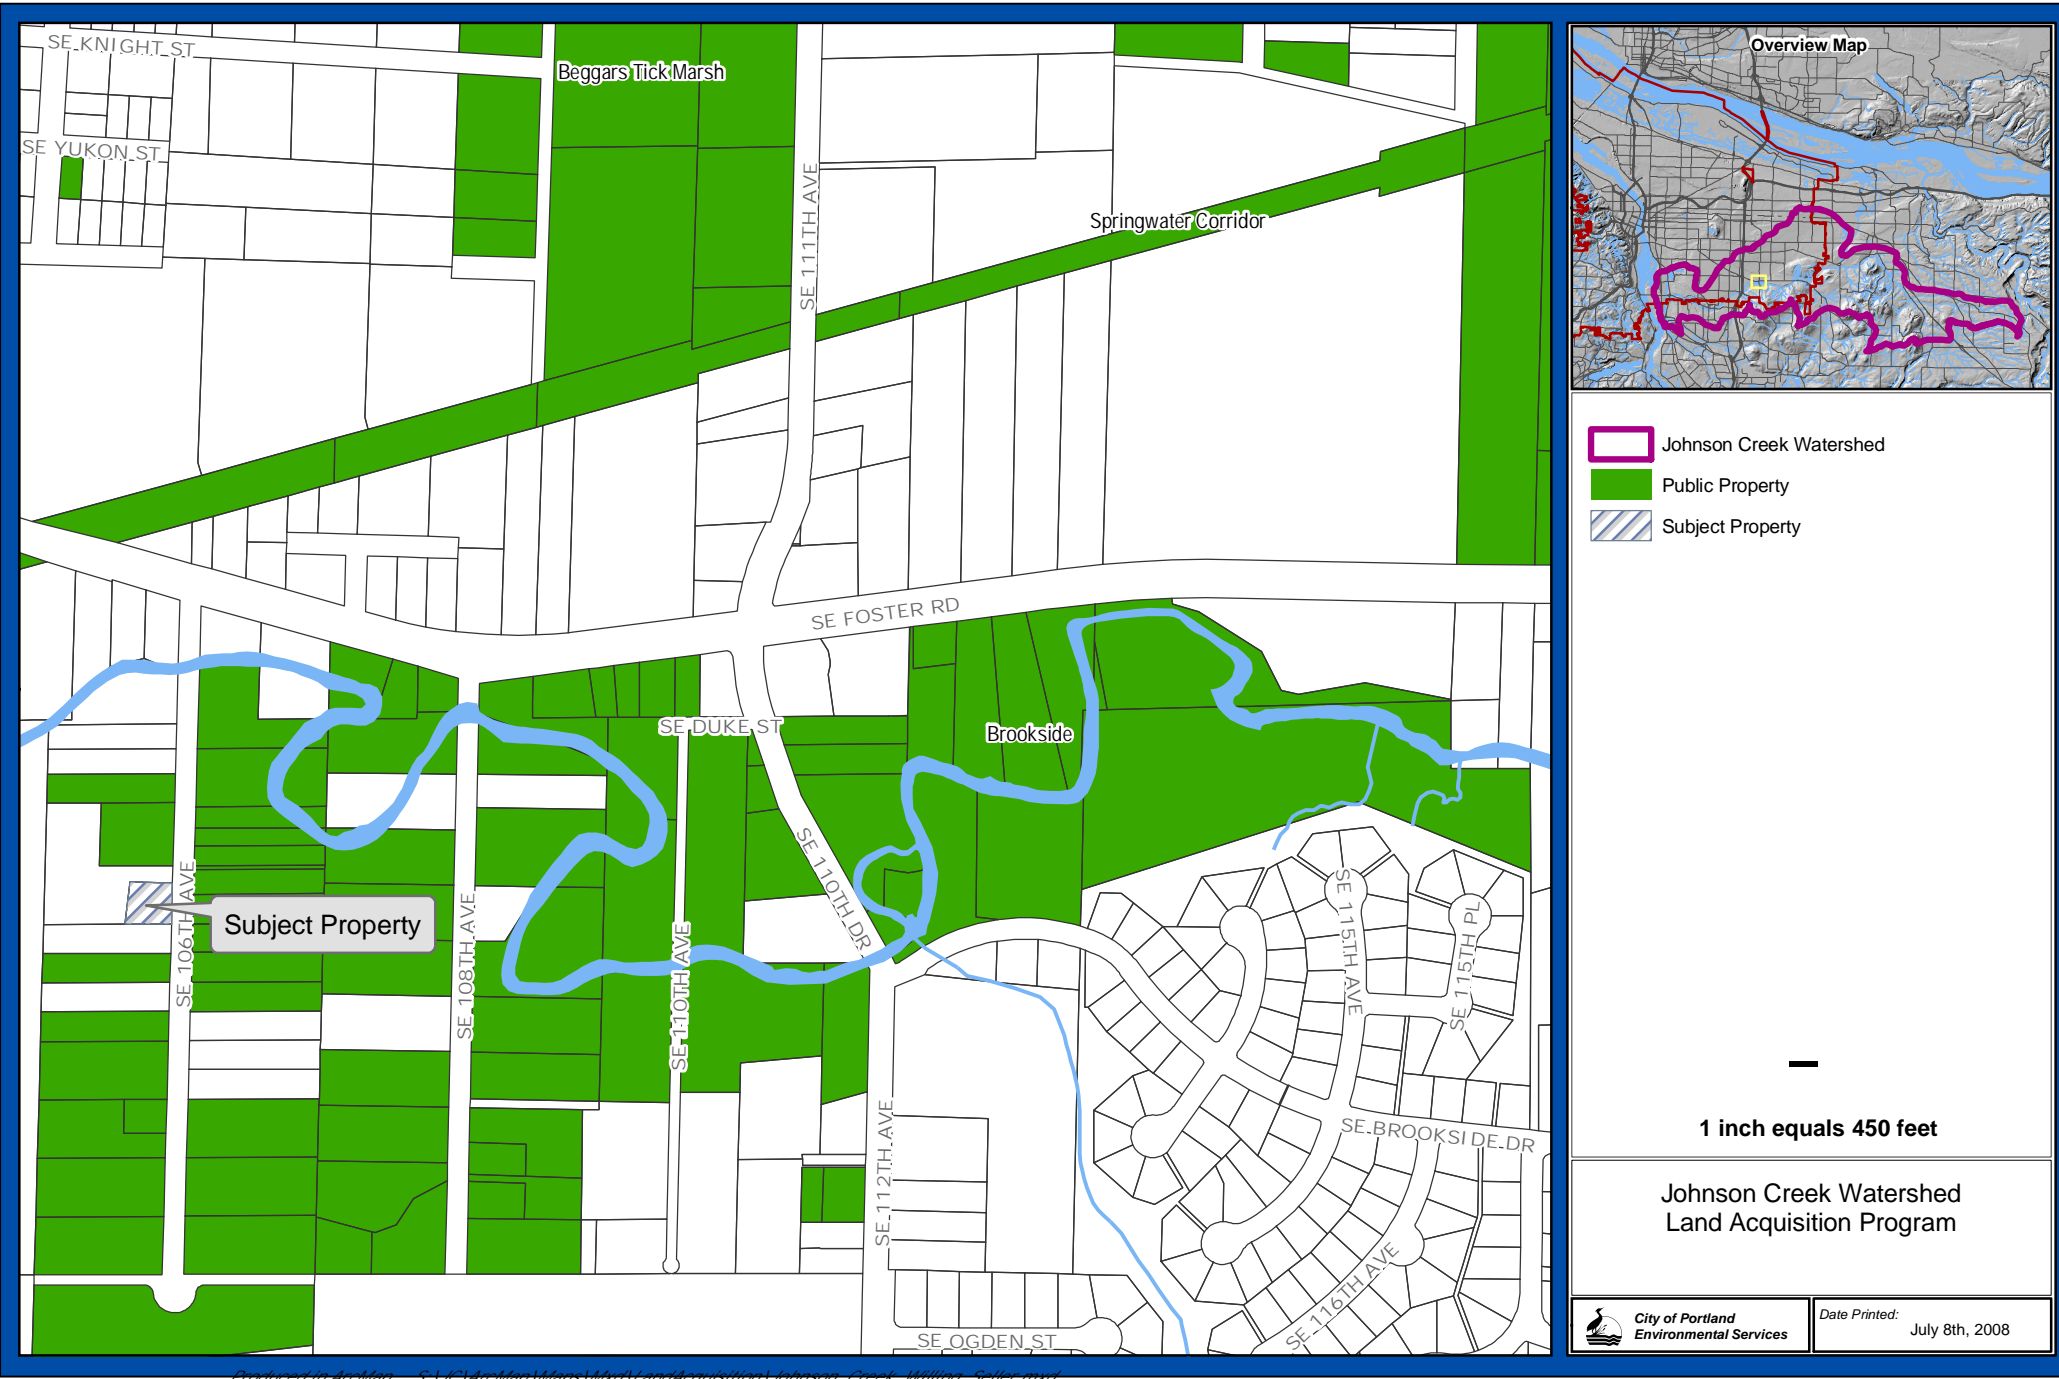 SE KNIGHT ST
Beggars Tick Marsh
SE YUKON ST
SE 111TH AVE
Springwater Corridor
SE FOSTER RD
SE DUKE ST
Brookside
SE 110TH DR
SE 106TH AVE
Subject Property
SE 108TH AVE
SE 110TH AVE
SE 112TH AVE
SE 115TH AVE
SE 115TH PL
SE BROOKSIDE DR
SE 116TH AVE
SE OGDEN ST
Overview Map
Johnson Creek Watershed
Public Property
Subject Property
1 inch equals 450 feet
Johnson Creek Watershed
Land Acquisition Program
City of Portland
Environmental Services
Date Printed:
July 8th, 2008